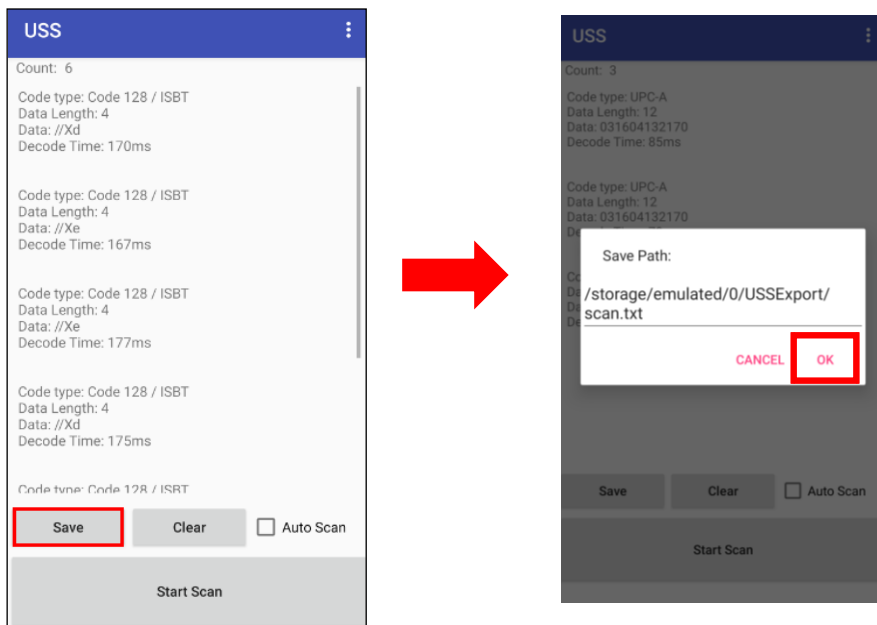 USS
Count: 6
Code type: Code 128 / ISBT
Data Length: 4
Data: //Xd
Decode Time: 170ms
Code type: Code 128 / ISBT
Data Length: 4
Data: //Xe
Decode Time: 167ms
Code type: Code 128 / ISBT
Data Length: 4
Data: //Xe
Decode Time: 177ms
Code type: Code 128 / ISBT
Data Length: 4
Data: //Xd
Decode Time: 175ms
Code type: Code 128 / ISBT
Save
Clear
Auto Scan
Start Scan
USS
Count: 3
Code type: UPC-A
Data Length: 12
Data: 031604132170
Decode Time: 85ms
Code type: UPC-A
Data Length: 12
Data: 031604132170
Save Path:
/storage/emulated/0/USSExport/
scan.txt
CANCEL
OK
Save
Clear
Auto Scan
Start Scan